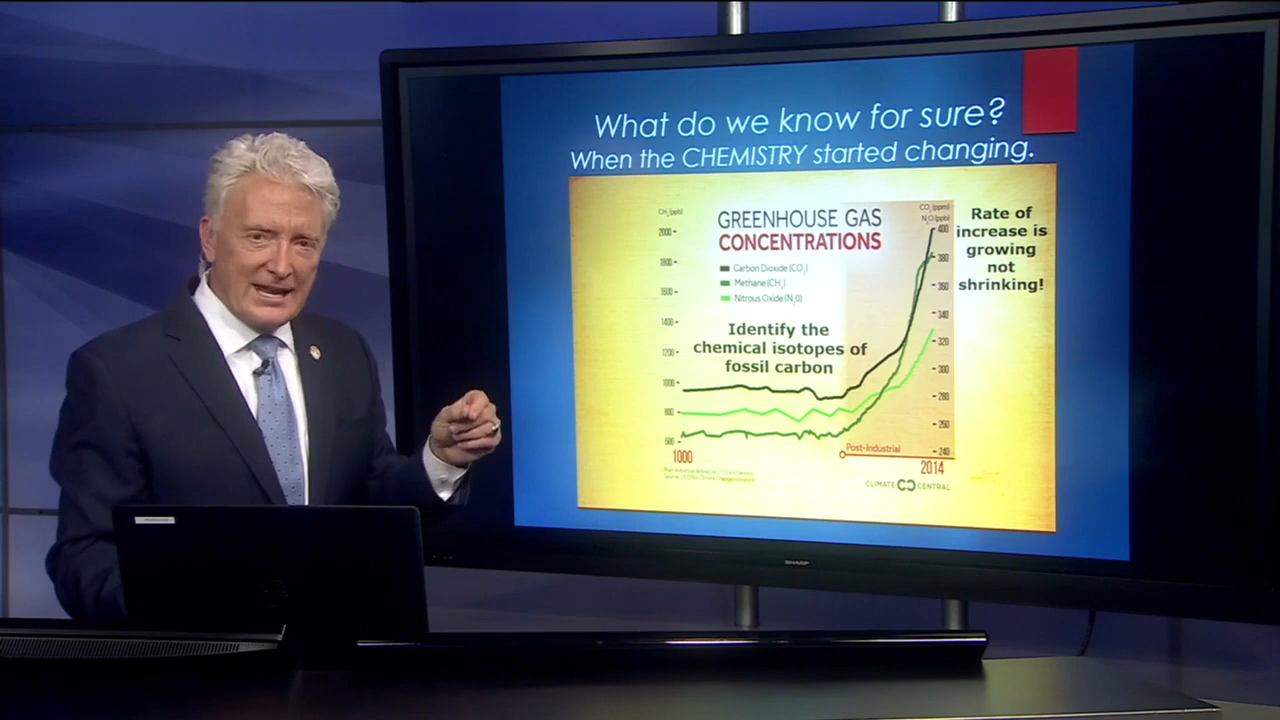 What do we know for sure?
When the CHEMISTRY started changing.
GREENHOUSE GAS
CONCENTRATIONS
Carbon Dioxide (CO2)
Methane (CH4)
Nitrous Oxide (N2O)
Identify the
chemical isotopes of
fossil carbon
CH4 (ppb)
2000
1800
1600
1400
1200
1000
800
CO2 (ppm)
N2O (ppb)
400
380
360
340
320
300
280
260
240
Rate of
increase is
growing
not
shrinking!
Post-Industrial
1000
2014
CLIMATE CENTRAL
SHARP